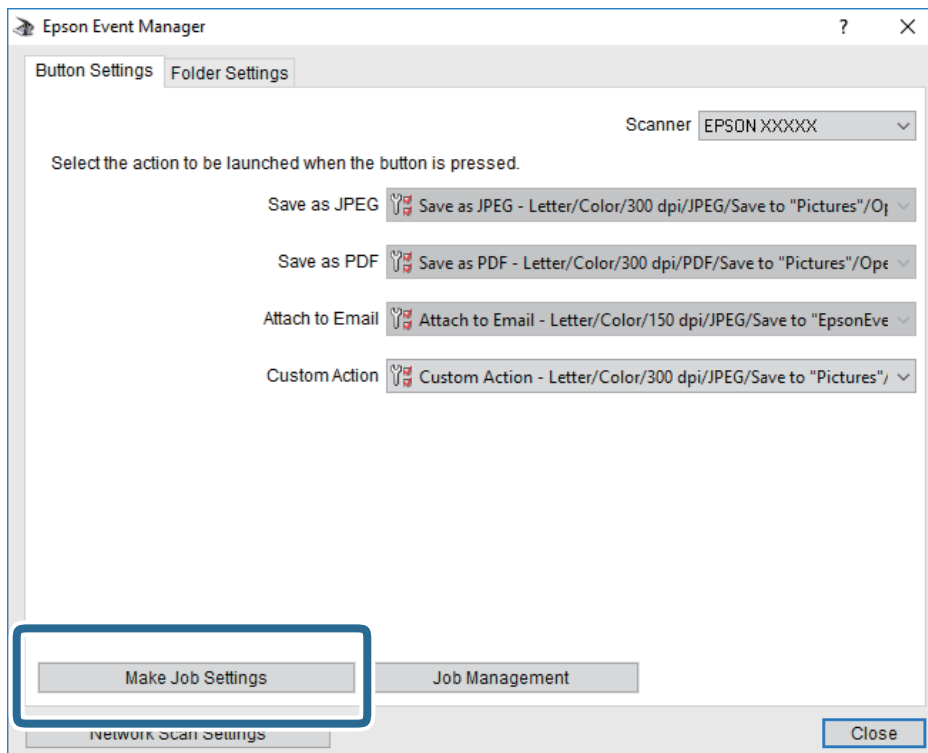 Epson Event Manager
Button Settings Folder Settings
Scanner EPSON XXXXX
Select the action to be launched when the button is pressed.
Save as JPEG Save as JPEG - Letter/Color/300 dpi/JPEG/Save to "Pictures"/Op
Save as PDF Save as PDF - Letter/Color/300 dpi/PDF/Save to "Pictures"/Ope
Attach to Email Attach to Email - Letter/Color/150 dpi/JPEG/Save to "EpsonEve
Custom Action Custom Action - Letter/Color/300 dpi/JPEG/Save to "Pictures"/
Make Job Settings Job Management
Network Scan Settings Close